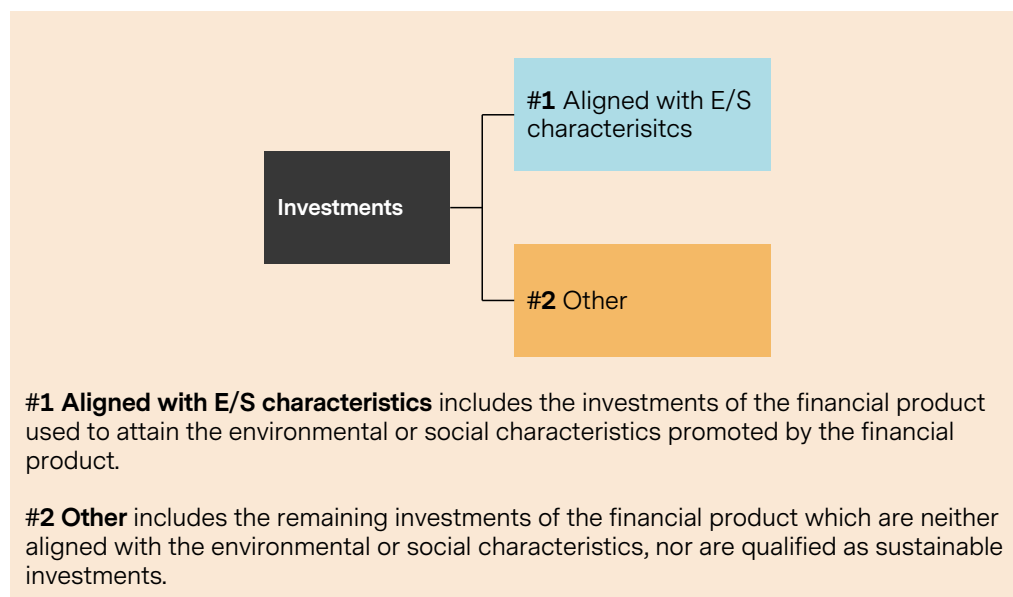 #1 Aligned with E/S
characterisitcs
Investments
#2 Other
#1 Aligned with E/S characteristics includes the investments of the financial product
used to attain the environmental or social characteristics promoted by the financial
product.
#2 Other includes the remaining investments of the financial product which are neither
aligned with the environmental or social characteristics, nor are qualified as sustainable
investments.